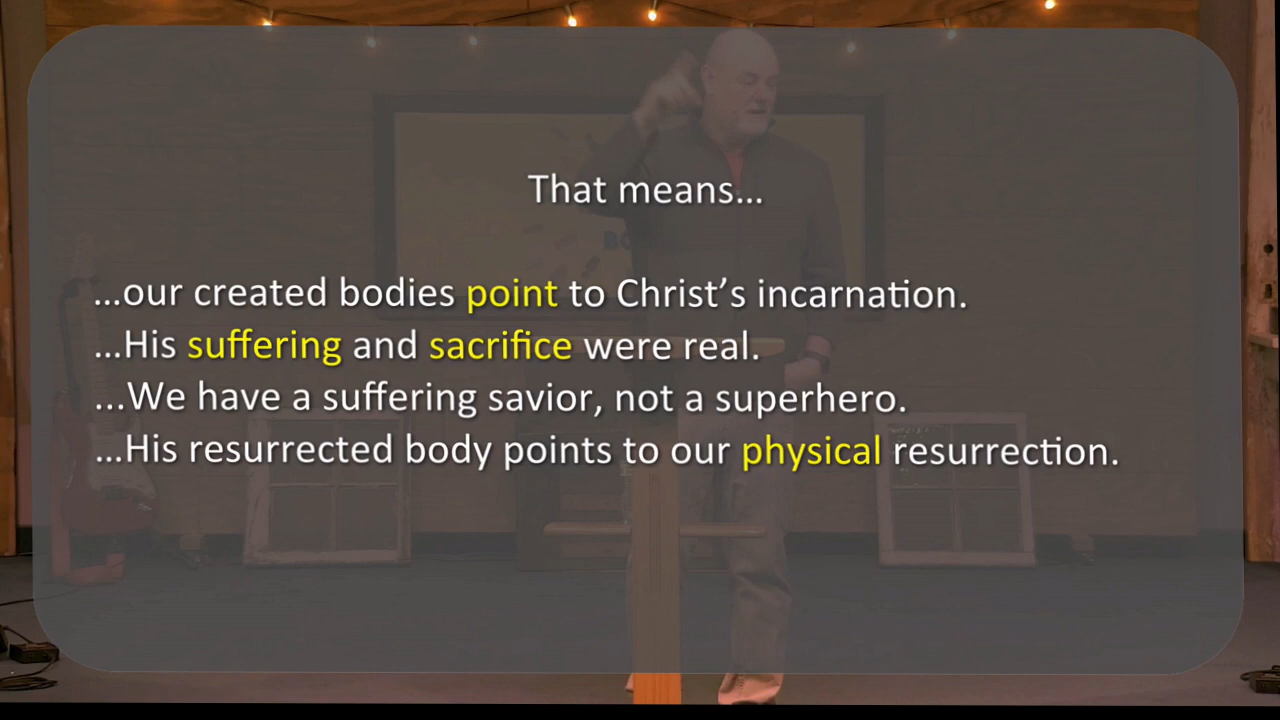 That means...
...our created bodies point to Christ’s incarnation.
...His suffering and sacrifice were real.
...We have a suffering savior, not a superhero.
...His resurrected body points to our physical resurrection.